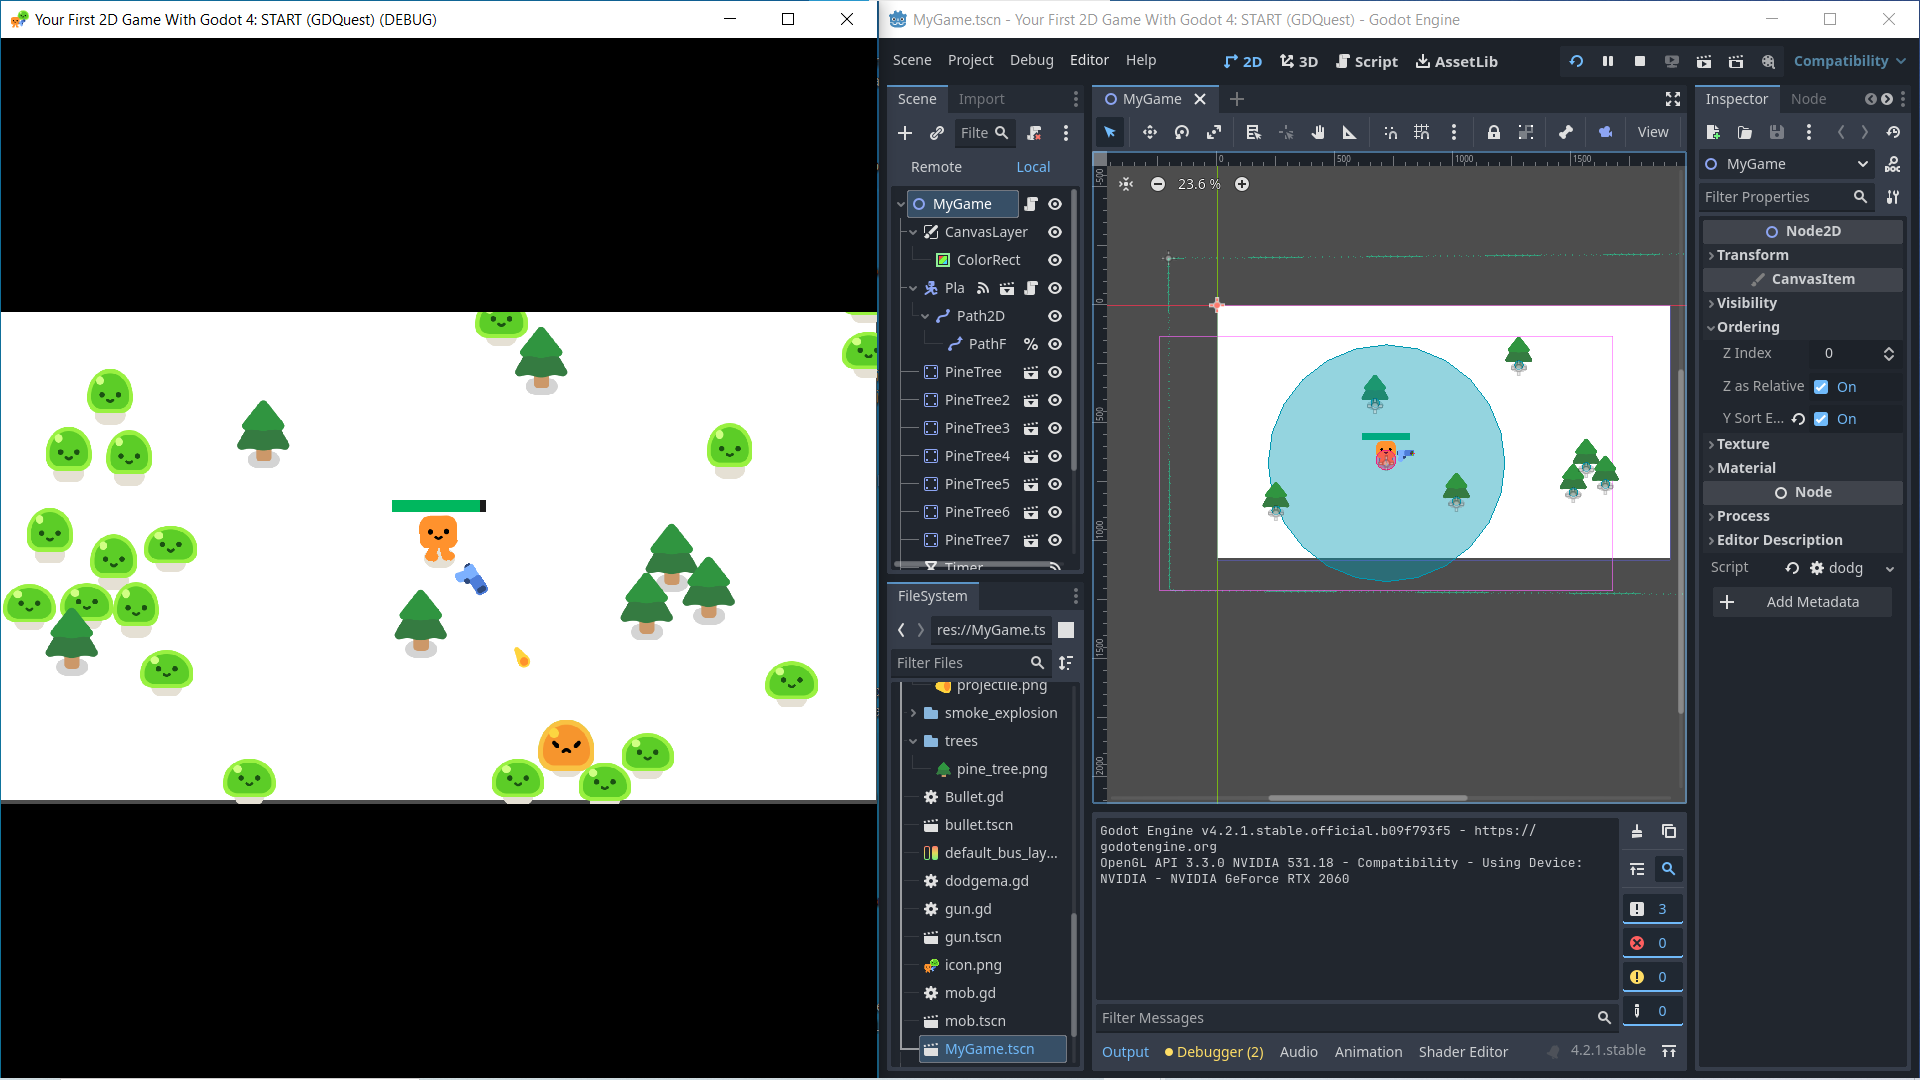 Your First 2D Game With Godot 4: START (GDQuest) (DEBUG)
MyGame.tscn - Your First 2D Game With Godot 4: START (GDQuest) - Godot Engine
Scene Project Debug Editor Help
2D 3D Script AssetLib
Compatibility
Scene Import
Filte
Remote Local
MyGame
CanvasLayer
ColorRect
Pla
Path2D
PathF
PineTree
PineTree2
PineTree3
PineTree4
PineTree5
PineTree6
PineTree7
Timer
FileSystem
res://MyGame.ts
Filter Files
projectile.png
smoke_explosion
trees
pine_tree.png
Bullet.gd
bullet.tscn
default_bus_lay...
dodgema.gd
gun.gd
gun.tscn
icon.png
mob.gd
mob.tscn
MyGame.tscn
MyGame
View
0 500 1000 1500
-500
0
500
1000
1500
2000
23.6 %
Godot Engine v4.2.1.stable.official.b09f793f5 - https://
godotengine.org
OpenGL API 3.3.0 NVIDIA 531.18 - Compatibility - Using Device:
NVIDIA - NVIDIA GeForce RTX 2060
3
0
0
0
Filter Messages
Output Debugger (2) Audio Animation Shader Editor 4.2.1.stable
Inspector Node
MyGame
DOC
Filter Properties
Node2D
Transform
CanvasItem
Visibility
Ordering
Z Index 0
Z as Relative On
Y Sort E... On
Texture
Material
Node
Process
Editor Description
Script dodg
Add Metadata